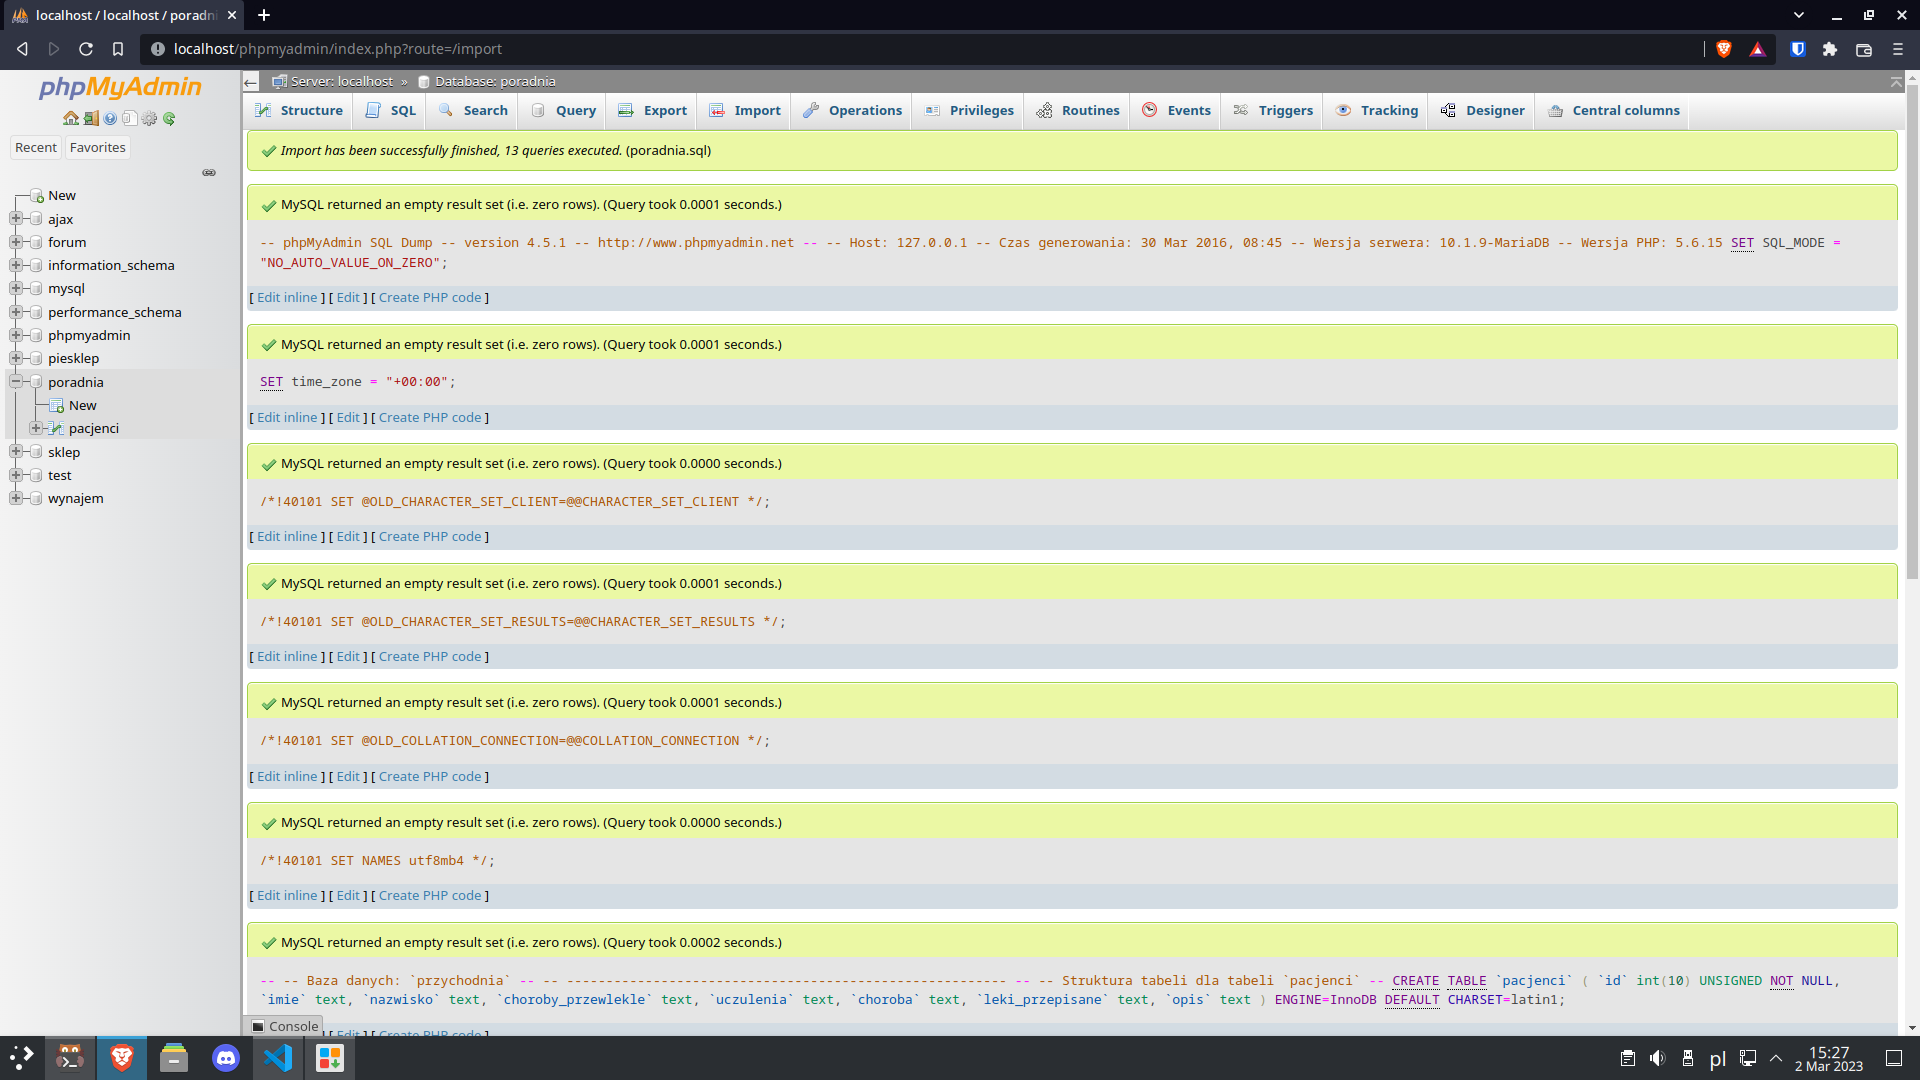 localhost / localhost / poradni
localhost/phpmyadmin/index.php?route=/import
phpMyAdmin
Recent Favorites
New
ajax
forum
information_schema
mysql
performance_schema
phpmyadmin
piesklep
poradnia
New
pacjenci
sklep
test
wynajem
Server: localhost » Database: poradnia
Structure SQL Search Query Export Import Operations Privileges Routines Events Triggers Tracking Designer Central columns
Import has been successfully finished, 13 queries executed. (poradnia.sql)
MySQL returned an empty result set (i.e. zero rows). (Query took 0.0001 seconds.)
-- phpMyAdmin SQL Dump -- version 4.5.1 -- http://www.phpmyadmin.net -- -- Host: 127.0.0.1 -- Czas generowania: 30 Mar 2016, 08:45 -- Wersja serwera: 10.1.9-MariaDB -- Wersja PHP: 5.6.15 SET SQL_MODE =
"NO_AUTO_VALUE_ON_ZERO";
[ Edit inline ] [ Edit ] [ Create PHP code ]
MySQL returned an empty result set (i.e. zero rows). (Query took 0.0001 seconds.)
SET time_zone = "+00:00";
[ Edit inline ] [ Edit ] [ Create PHP code ]
MySQL returned an empty result set (i.e. zero rows). (Query took 0.0000 seconds.)
/*!40101 SET @OLD_CHARACTER_SET_CLIENT=@@CHARACTER_SET_CLIENT */;
[ Edit inline ] [ Edit ] [ Create PHP code ]
MySQL returned an empty result set (i.e. zero rows). (Query took 0.0001 seconds.)
/*!40101 SET @OLD_CHARACTER_SET_RESULTS=@@CHARACTER_SET_RESULTS */;
[ Edit inline ] [ Edit ] [ Create PHP code ]
MySQL returned an empty result set (i.e. zero rows). (Query took 0.0001 seconds.)
/*!40101 SET @OLD_COLLATION_CONNECTION=@@COLLATION_CONNECTION */;
[ Edit inline ] [ Edit ] [ Create PHP code ]
MySQL returned an empty result set (i.e. zero rows). (Query took 0.0000 seconds.)
/*!40101 SET NAMES utf8mb4 */;
[ Edit inline ] [ Edit ] [ Create PHP code ]
MySQL returned an empty result set (i.e. zero rows). (Query took 0.0002 seconds.)
-- -- Baza danych: `przychodnia` -- -- -------------------------------------------------------- -- -- Struktura tabeli dla tabeli `pacjenci` -- CREATE TABLE `pacjenci` ( `id` int(10) UNSIGNED NOT NULL,
`imie` text, `nazwisko` text, `choroby_przewlekle` text, `uczulenia` text, `choroba` text, `leki_przepisane` text, `opis` text ) ENGINE=InnoDB DEFAULT CHARSET=latin1;
[ Edit ] [ Create PHP code ]
Console
pl
15:27
2 Mar 2023